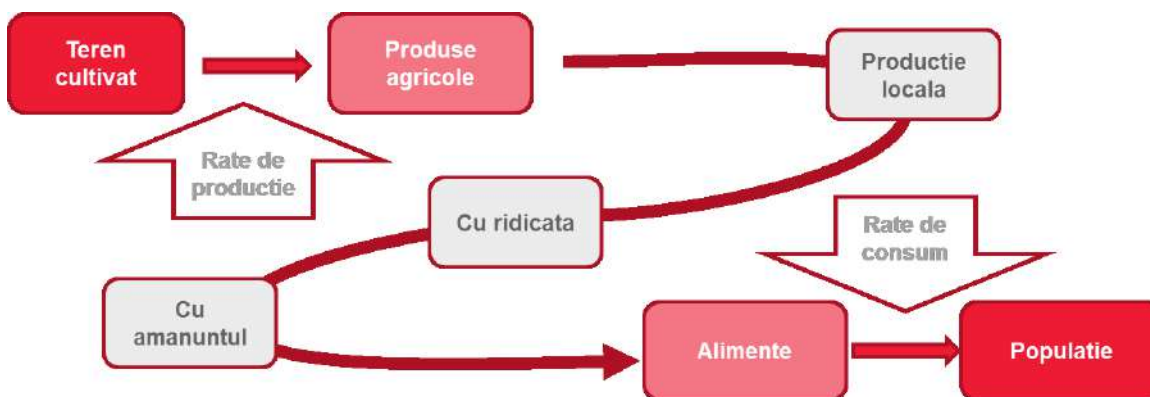 Teren
cultivat
Produse
agricole
Productie
locala
Rate de
productie
Cu ridicata
Rate de
consum
Cu
amanuntul
Alimente
Populatie